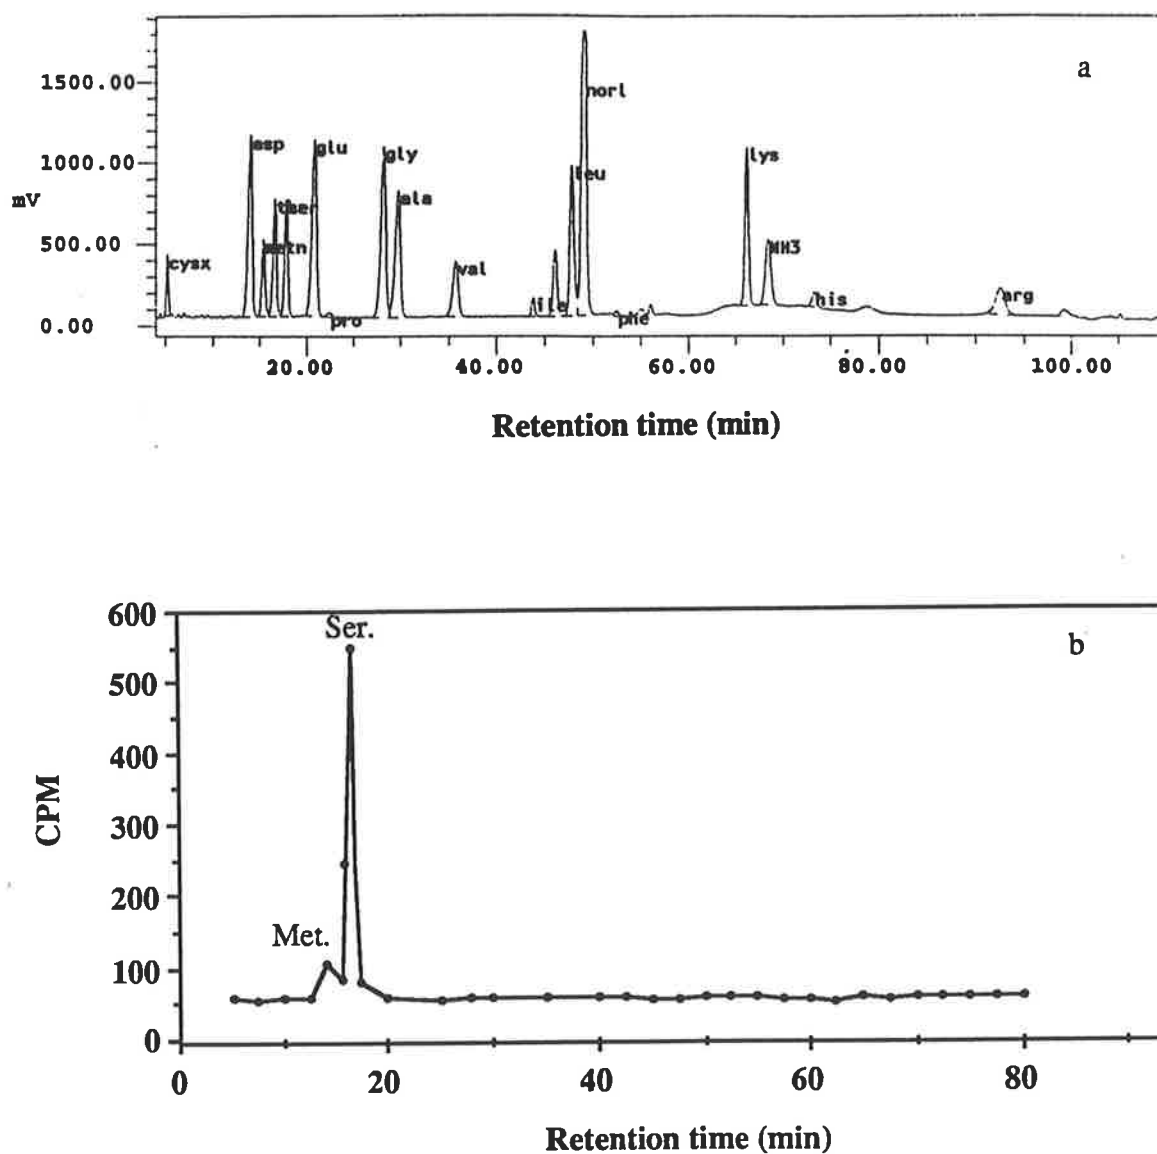 a
1500.00
1000.00
mV
500.00
0.00
cysx
asp
glu
gly
ala
val
pro
ile
leu
norl
phe
lys
NH3
his
arg
20.00 40.00 60.00 80.00 100.00
Retention time (min)
b
600
500
400
300
200
100
0
CPM
Ser.
Met.
0 20 40 60 80
Retention time (min)